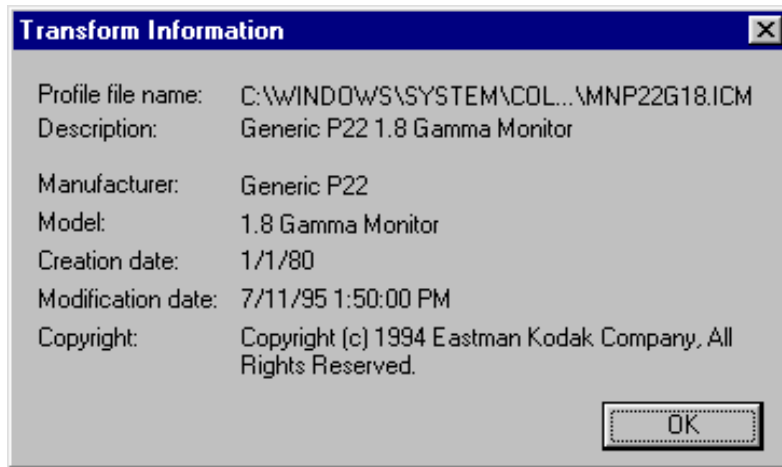 Transform Information
Profile file name: C:\WINDOWS\SYSTEM\COL...\MNP22G18.ICM
Description: Generic P22 1.8 Gamma Monitor
Manufacturer: Generic P22
Model: 1.8 Gamma Monitor
Creation date: 1/1/80
Modification date: 7/11/95 1:50:00 PM
Copyright: Copyright (c) 1994 Eastman Kodak Company, All
Rights Reserved.
OK